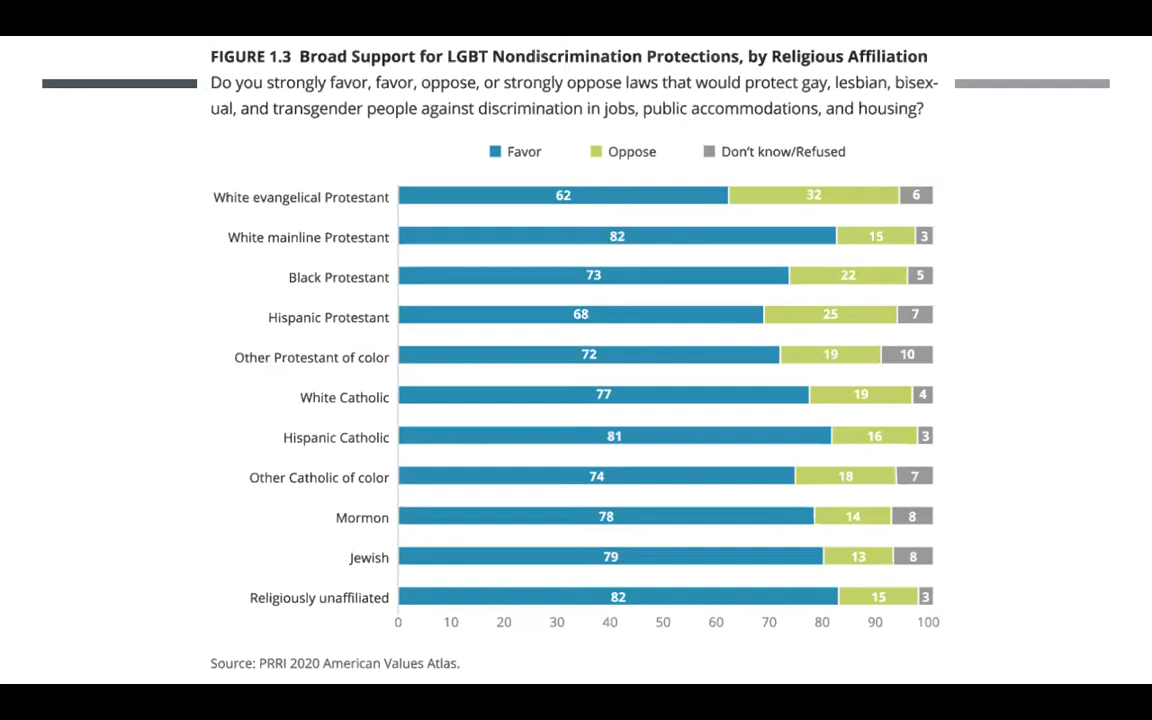 FIGURE 1.3 Broad Support for LGBT Nondiscrimination Protections, by Religious Affiliation
Do you strongly favor, favor, oppose, or strongly oppose laws that would protect gay, lesbian, bisex-
ual, and transgender people against discrimination in jobs, public accommodations, and housing?
Favor Oppose Don't know/Refused
White evangelical Protestant 62 32 6
White mainline Protestant 82 15 3
Black Protestant 73 22 5
Hispanic Protestant 68 25 7
Other Protestant of color 72 19 10
White Catholic 77 19 4
Hispanic Catholic 81 16 3
Other Catholic of color 74 18 7
Mormon 78 14 8
Jewish 79 13 8
Religiously unaffiliated 82 15 3
0 10 20 30 40 50 60 70 80 90 100
Source: PRRI 2020 American Values Atlas.